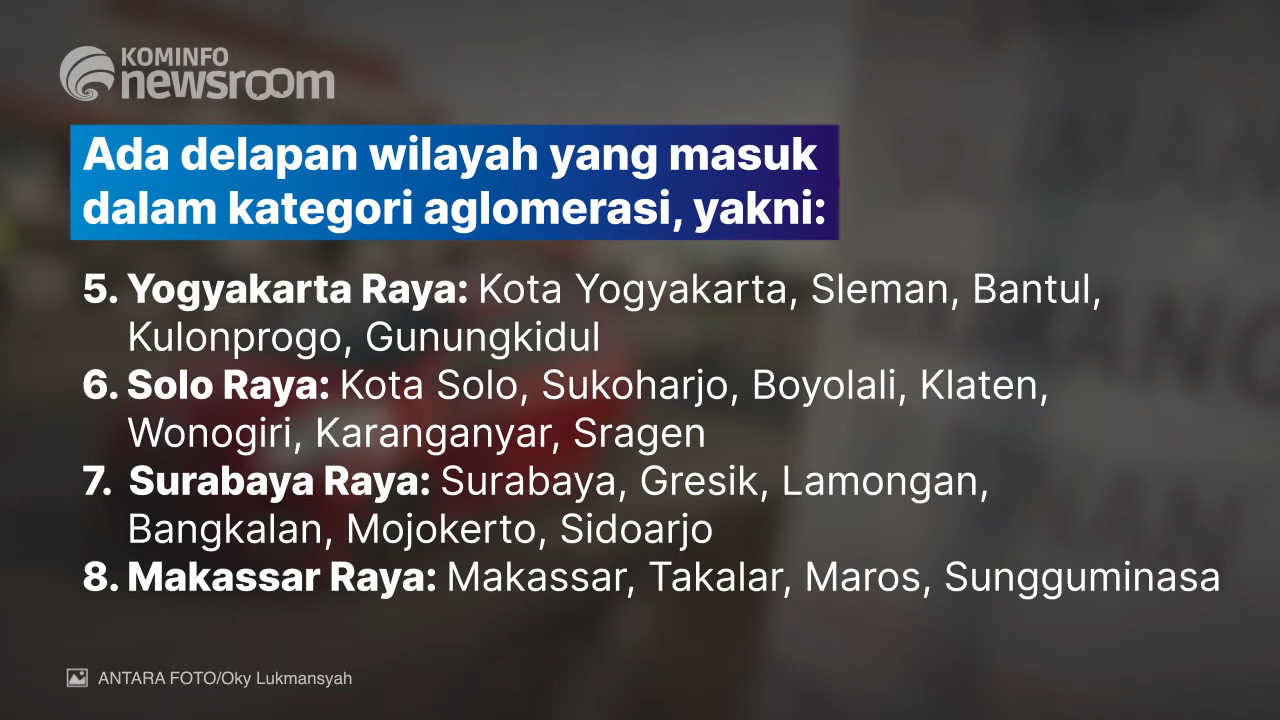 KOMINFO
newsroom
Ada delapan wilayah yang masuk
dalam kategori aglomerasi, yakni:
5. Yogyakarta Raya: Kota Yogyakarta, Sleman, Bantul,
Kulonprogo, Gunungkidul
6. Solo Raya: Kota Solo, Sukoharjo, Boyolali, Klaten,
Wonogiri, Karanganyar, Sragen
7. Surabaya Raya: Surabaya, Gresik, Lamongan,
Bangkalan, Mojokerto, Sidoarjo
8. Makassar Raya: Makassar, Takalar, Maros, Sungguminasa
ANTARA FOTO/Oky Lukmansyah